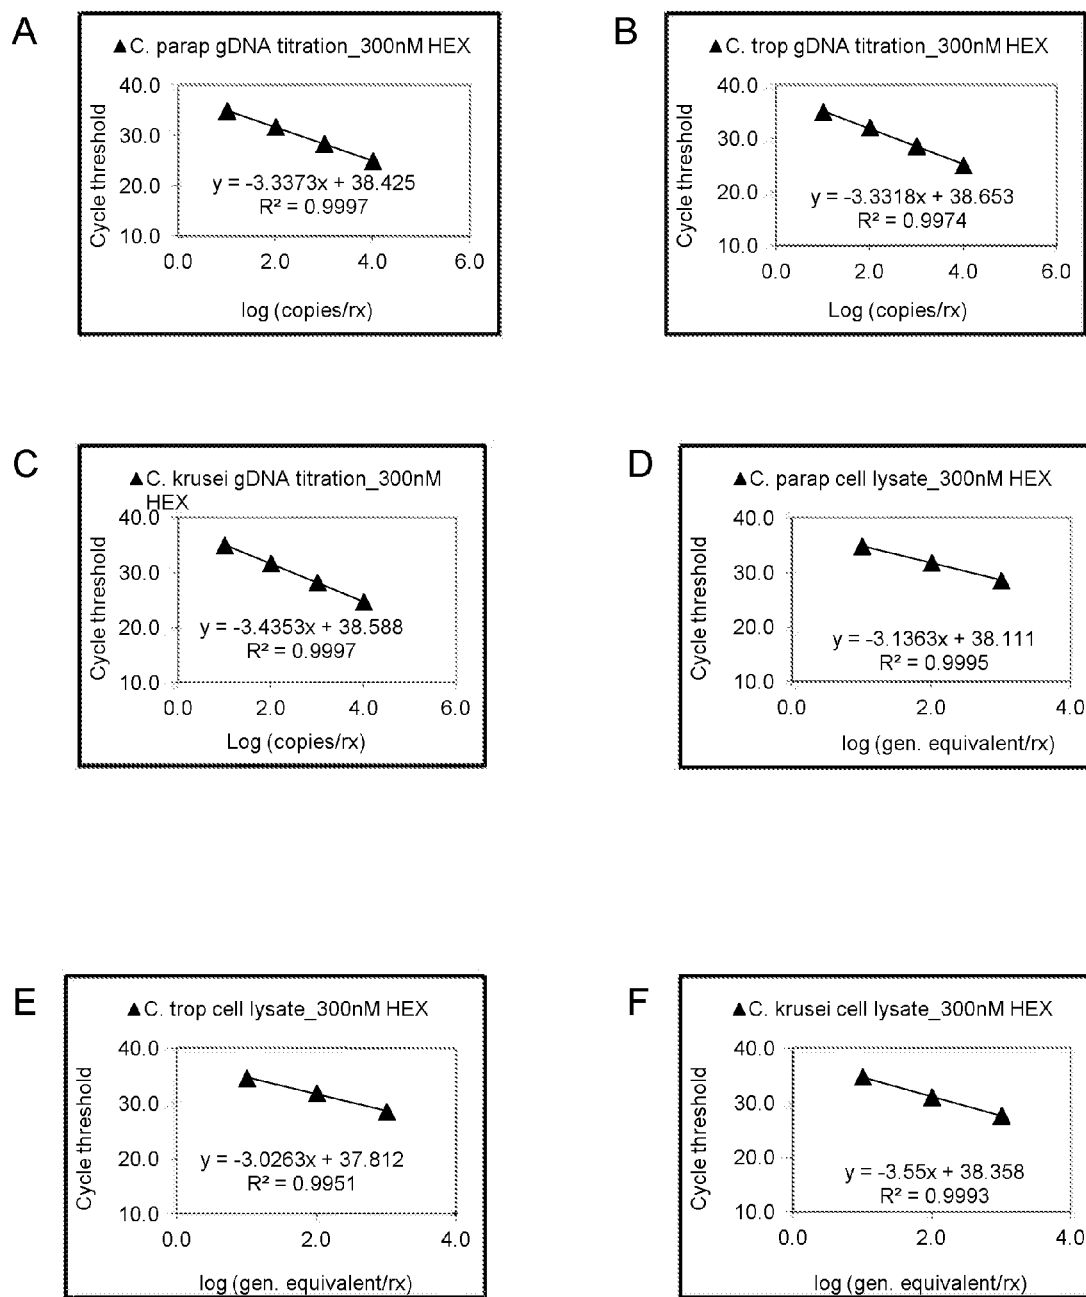 A
▲ C. parap gDNA titration_300nM HEX
40.0
30.0
20.0
10.0
Cycle threshold
y = -3.3373x + 38.425
R² = 0.9997
0.0 2.0 4.0 6.0
log (copies/rx)
B
▲ C. trop gDNA titration_300nM HEX
40.0
30.0
20.0
10.0
Cycle threshold
y = -3.3318x + 38.653
R² = 0.9974
0.0 2.0 4.0 6.0
Log (copies/rx)
C
▲ C. krusei gDNA titration_300nM
HEX
40.0
30.0
20.0
10.0
Cycle threshold
y = -3.4353x + 38.588
R² = 0.9997
0.0 2.0 4.0 6.0
Log (copies/rx)
D
▲ C. parap cell lysate_300nM HEX
40.0
30.0
20.0
10.0
Cycle threshold
y = -3.1363x + 38.111
R² = 0.9995
0.0 2.0 4.0
log (gen. equivalent/rx)
E
▲ C. trop cell lysate_300nM HEX
40.0
30.0
20.0
10.0
Cycle threshold
y = -3.0263x + 37.812
R² = 0.9951
0.0 2.0 4.0
log (gen. equivalent/rx)
F
▲ C. krusei cell lysate_300nM HEX
40.0
30.0
20.0
10.0
Cycle threshold
y = -3.55x + 38.358
R² = 0.9993
0.0 2.0 4.0
log (gen. equivalent/rx)